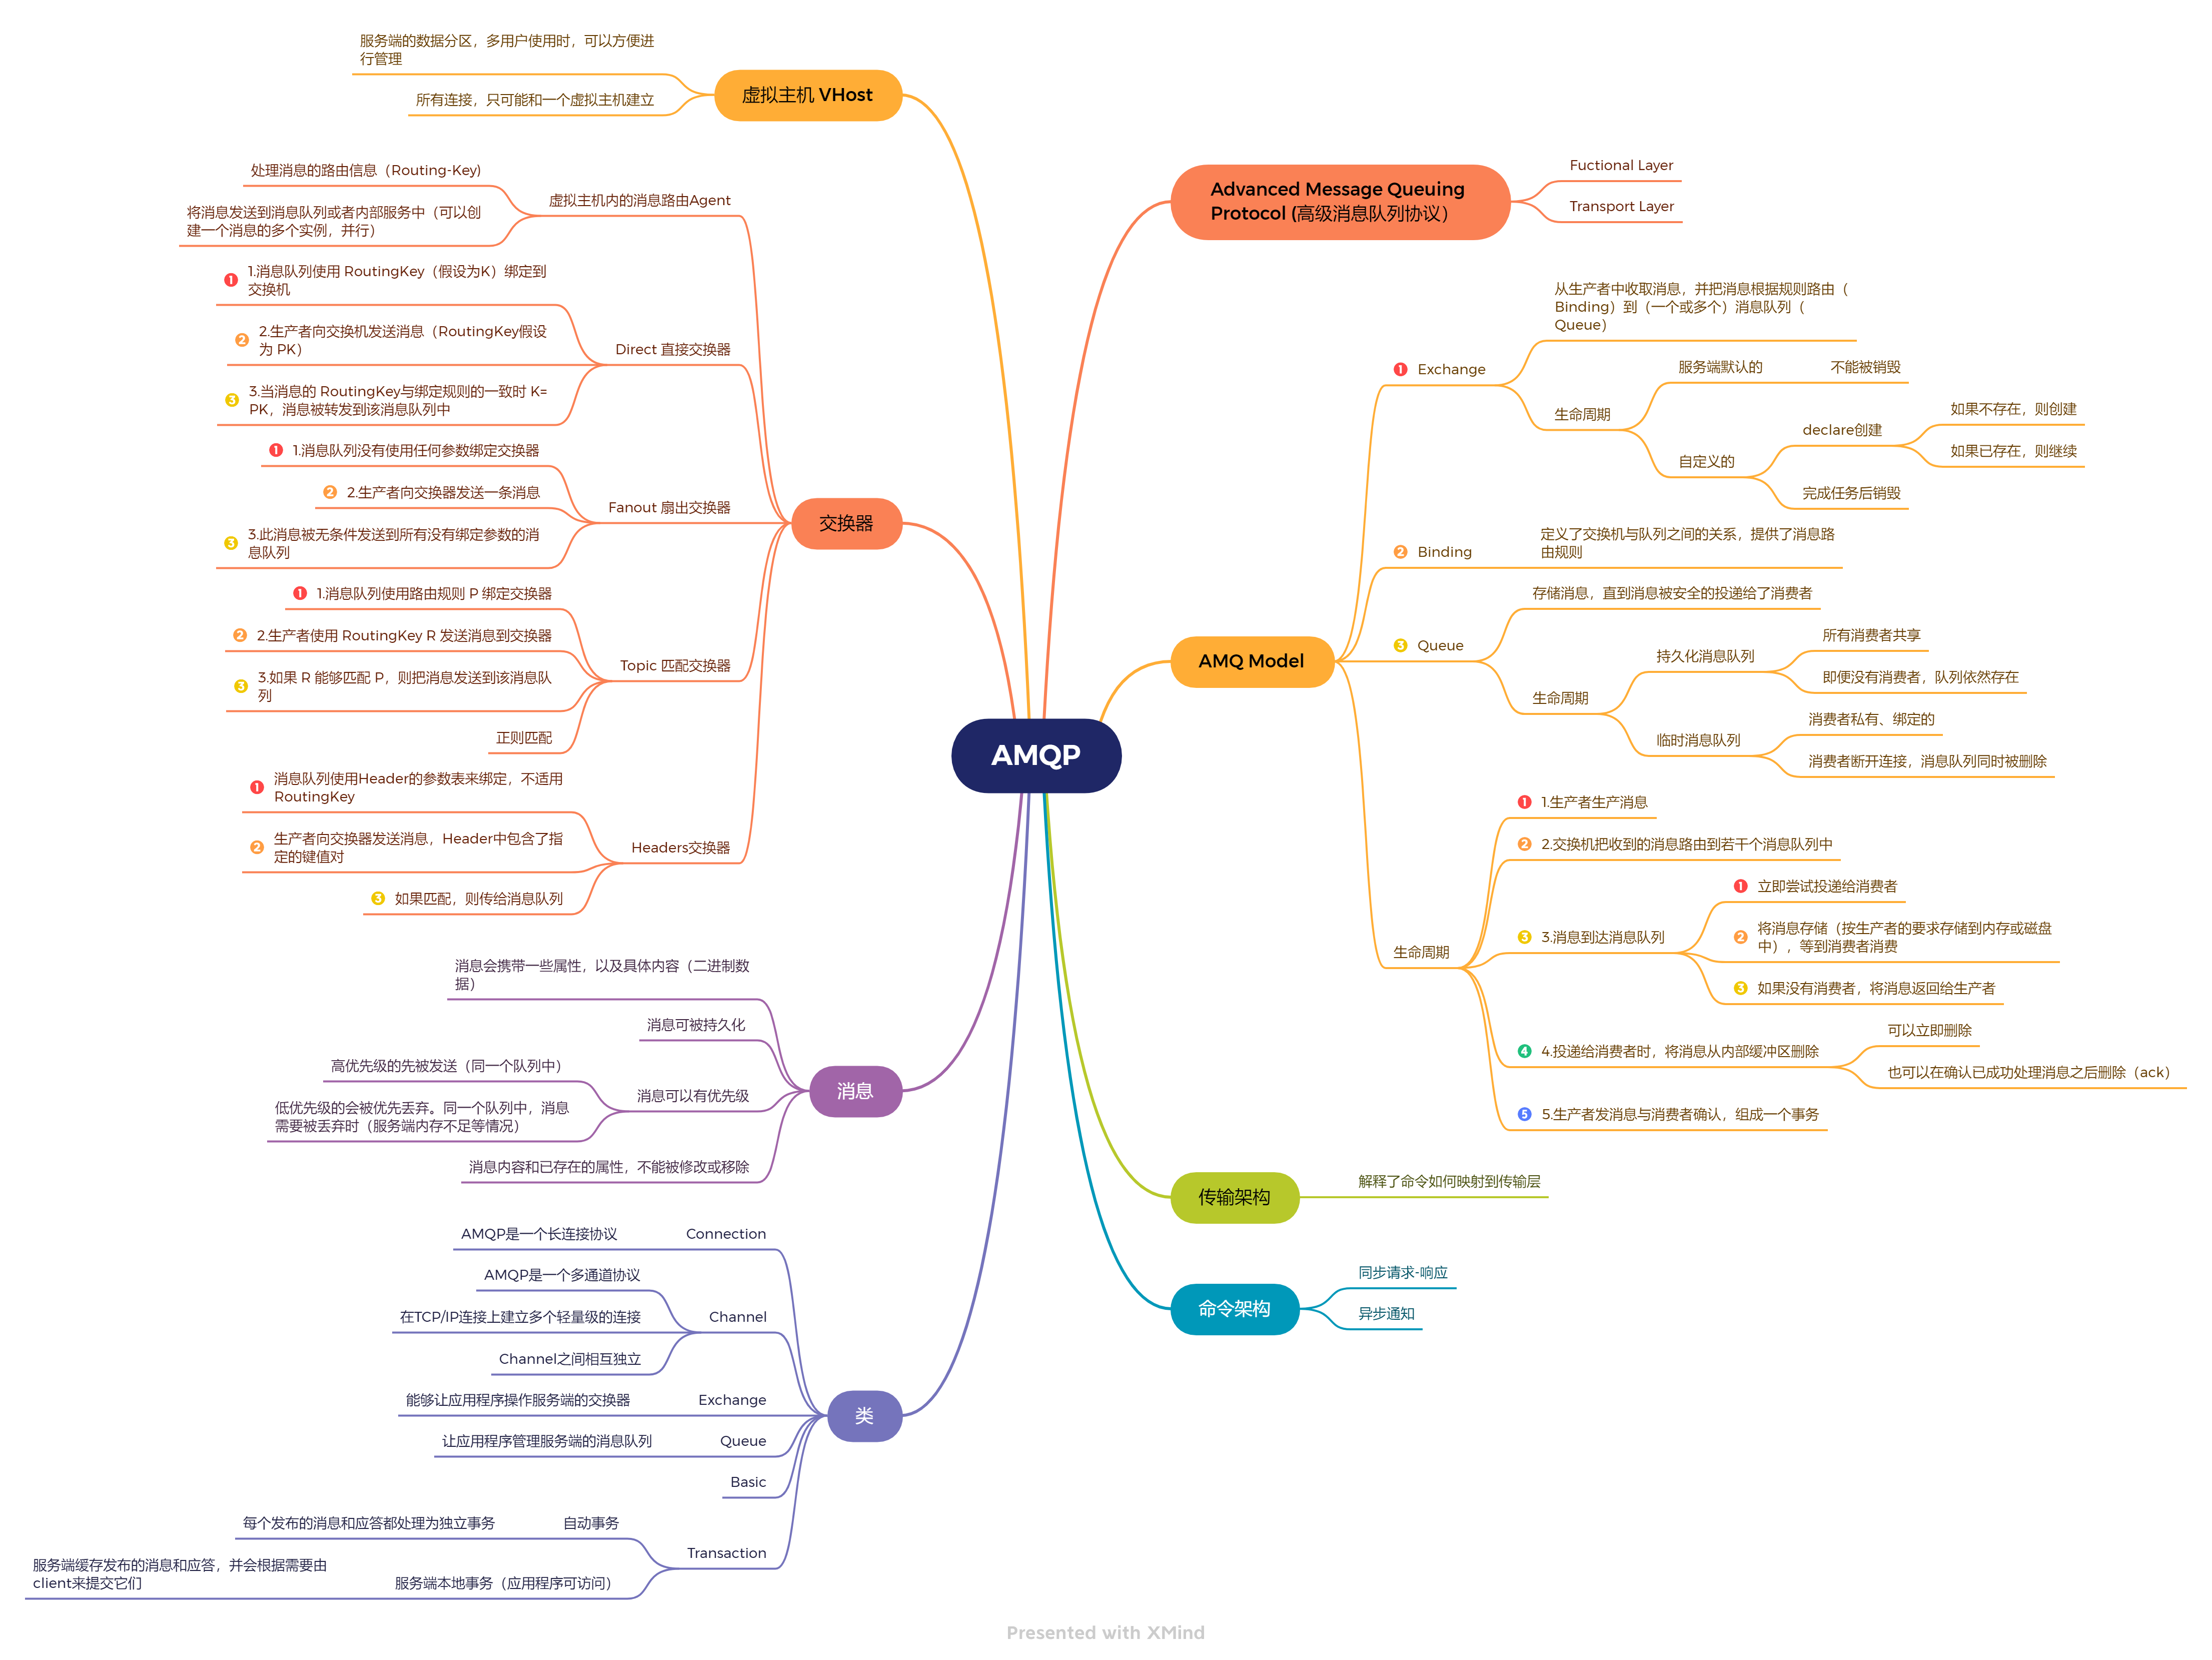 AMQP
Advanced Message Queuing
Protocol (高级消息队列协议)
Fuctional Layer
Transport Layer
AMQ Model
Exchange
从生产者中收取消息，并把消息根据规则路由（
Binding）到（一个或多个）消息队列（
Queue）
生命周期
服务端默认的
不能被销毁
自定义的
declare创建
如果不存在，则创建
如果已存在，则继续
完成任务后销毁
Binding
定义了交换机与队列之间的关系，提供了消息路
由规则
Queue
存储消息，直到消息被安全的投递给了消费者
生命周期
持久化消息队列
所有消费者共享
即便没有消费者，队列依然存在
临时消息队列
消费者私有、绑定的
消费者断开连接，消息队列同时被删除
生命周期
1.生产者生产消息
2.交换机把收到的消息路由到若干个消息队列中
3.消息到达消息队列
立即尝试投递给消费者
将消息存储（按生产者的要求存储到内存或磁盘
中），等到消费者消费
如果没有消费者，将消息返回给生产者
4.投递给消费者时，将消息从内部缓冲区删除
可以立即删除
也可以在确认已成功处理消息之后删除（ack）
5.生产者发消息与消费者确认，组成一个事务
传输架构
解释了命令如何映射到传输层
命令架构
同步请求-响应
异步通知
虚拟主机 VHost
服务端的数据分区，多用户使用时，可以方便进
行管理
所有连接，只可能和一个虚拟主机建立
交换器
虚拟主机内的消息路由Agent
处理消息的路由信息（Routing-Key)
将消息发送到消息队列或者内部服务中（可以创
建一个消息的多个实例，并行）
Direct 直接交换器
1.消息队列使用 RoutingKey（假设为K）绑定到
交换机
2.生产者向交换机发送消息（RoutingKey假设
为 PK）
3.当消息的 RoutingKey与绑定规则的一致时 K=
PK，消息被转发到该消息队列中
Fanout 扇出交换器
1.消息队列没有使用任何参数绑定交换器
2.生产者向交换器发送一条消息
3.此消息被无条件发送到所有没有绑定参数的消
息队列
Topic 匹配交换器
1.消息队列使用路由规则 P 绑定交换器
2.生产者使用 RoutingKey R 发送消息到交换器
3.如果 R 能够匹配 P，则把消息发送到该消息队
列
正则匹配
Headers交换器
消息队列使用Header的参数表来绑定，不适用
RoutingKey
生产者向交换器发送消息，Header中包含了指
定的键值对
如果匹配，则传给消息队列
消息
消息会携带一些属性，以及具体内容（二进制数
据）
消息可被持久化
消息可以有优先级
高优先级的先被发送（同一个队列中）
低优先级的会被优先丢弃。同一个队列中，消息
需要被丢弃时（服务端内存不足等情况）
消息内容和已存在的属性，不能被修改或移除
类
Connection
AMQP是一个长连接协议
Channel
AMQP是一个多通道协议
在TCP/IP连接上建立多个轻量级的连接
Channel之间相互独立
Exchange
能够让应用程序操作服务端的交换器
Queue
让应用程序管理服务端的消息队列
Basic
Transaction
自动事务
每个发布的消息和应答都处理为独立事务
服务端本地事务（应用程序可访问）
服务端缓存发布的消息和应答，并会根据需要由
client来提交它们
Presented with XMind